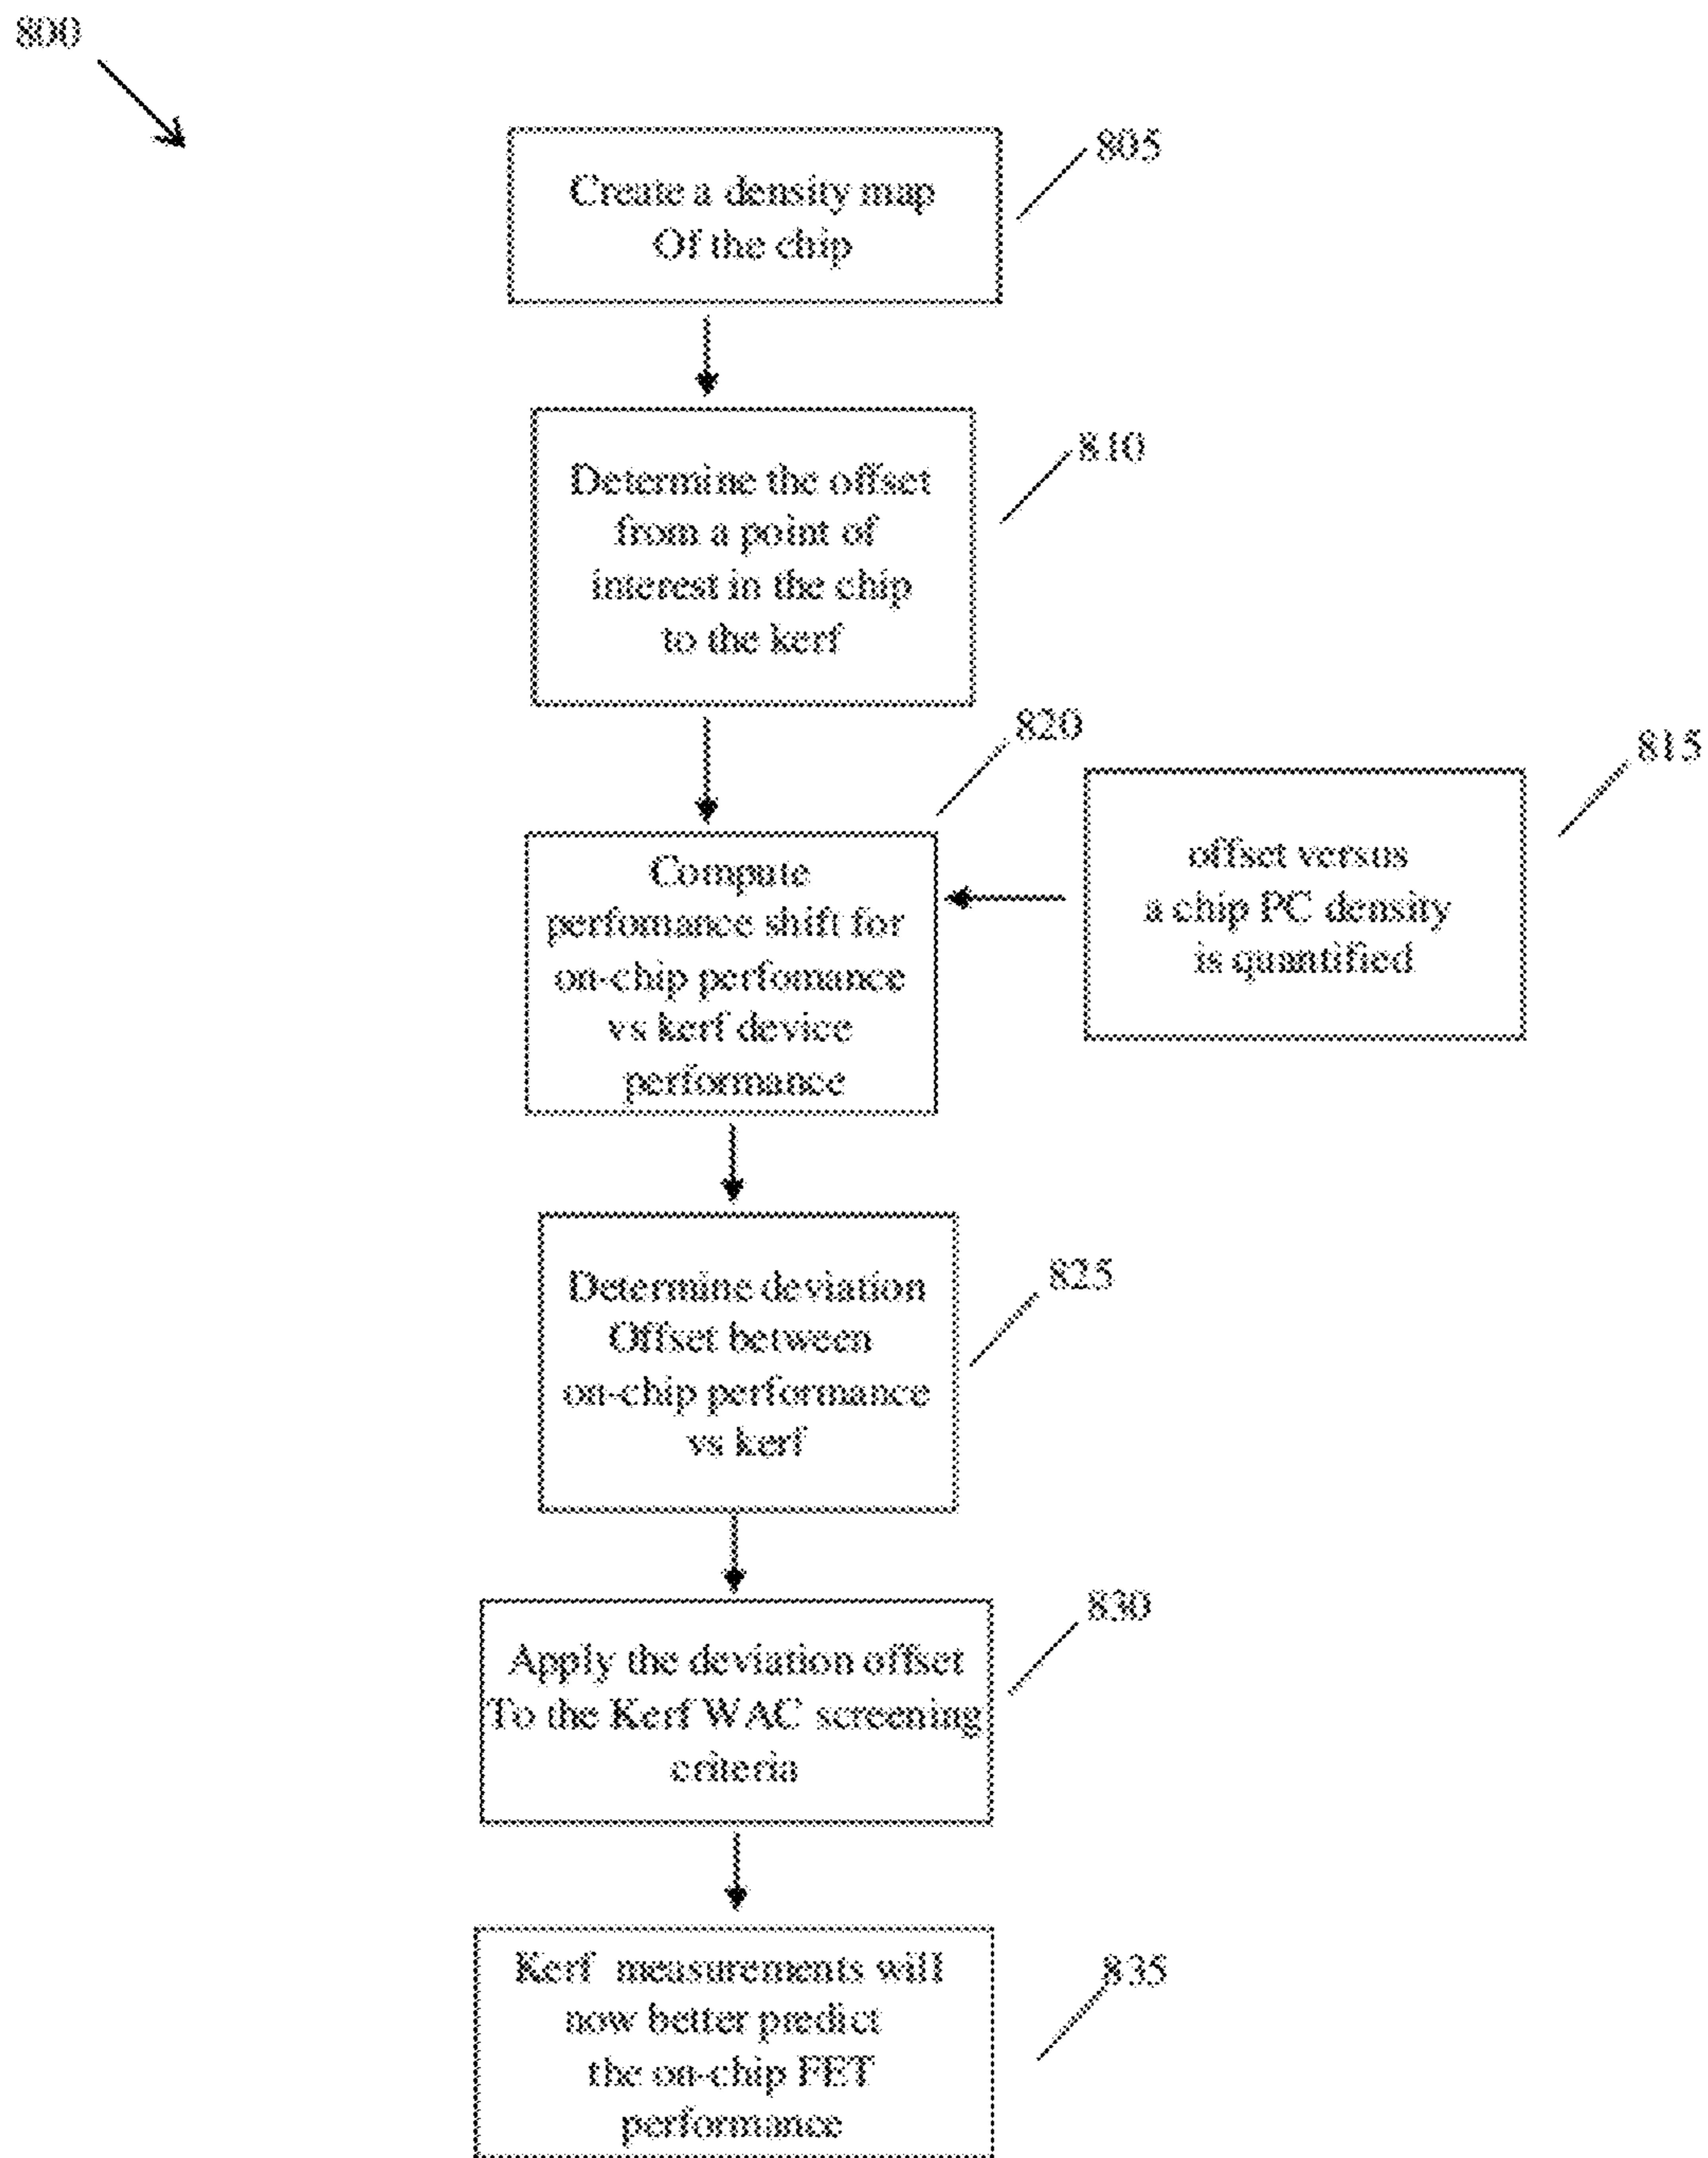 800
805
Create a density map
Of the chip
810
Determine the offset
from a point of
interest in the chip
to the kerf
820
815
Compute
perfomance shift for
on-chip perfomance
vs kerf device
performance
offset versus
a chip PC density
is quantified
825
Determine deviation
Offset between
on-chip performance
vs kerf
830
Apply the deviation offset
To the Kerf WAC screening
criteria
835
Kerf measurements will
now better predict
the on-chip FET
performance